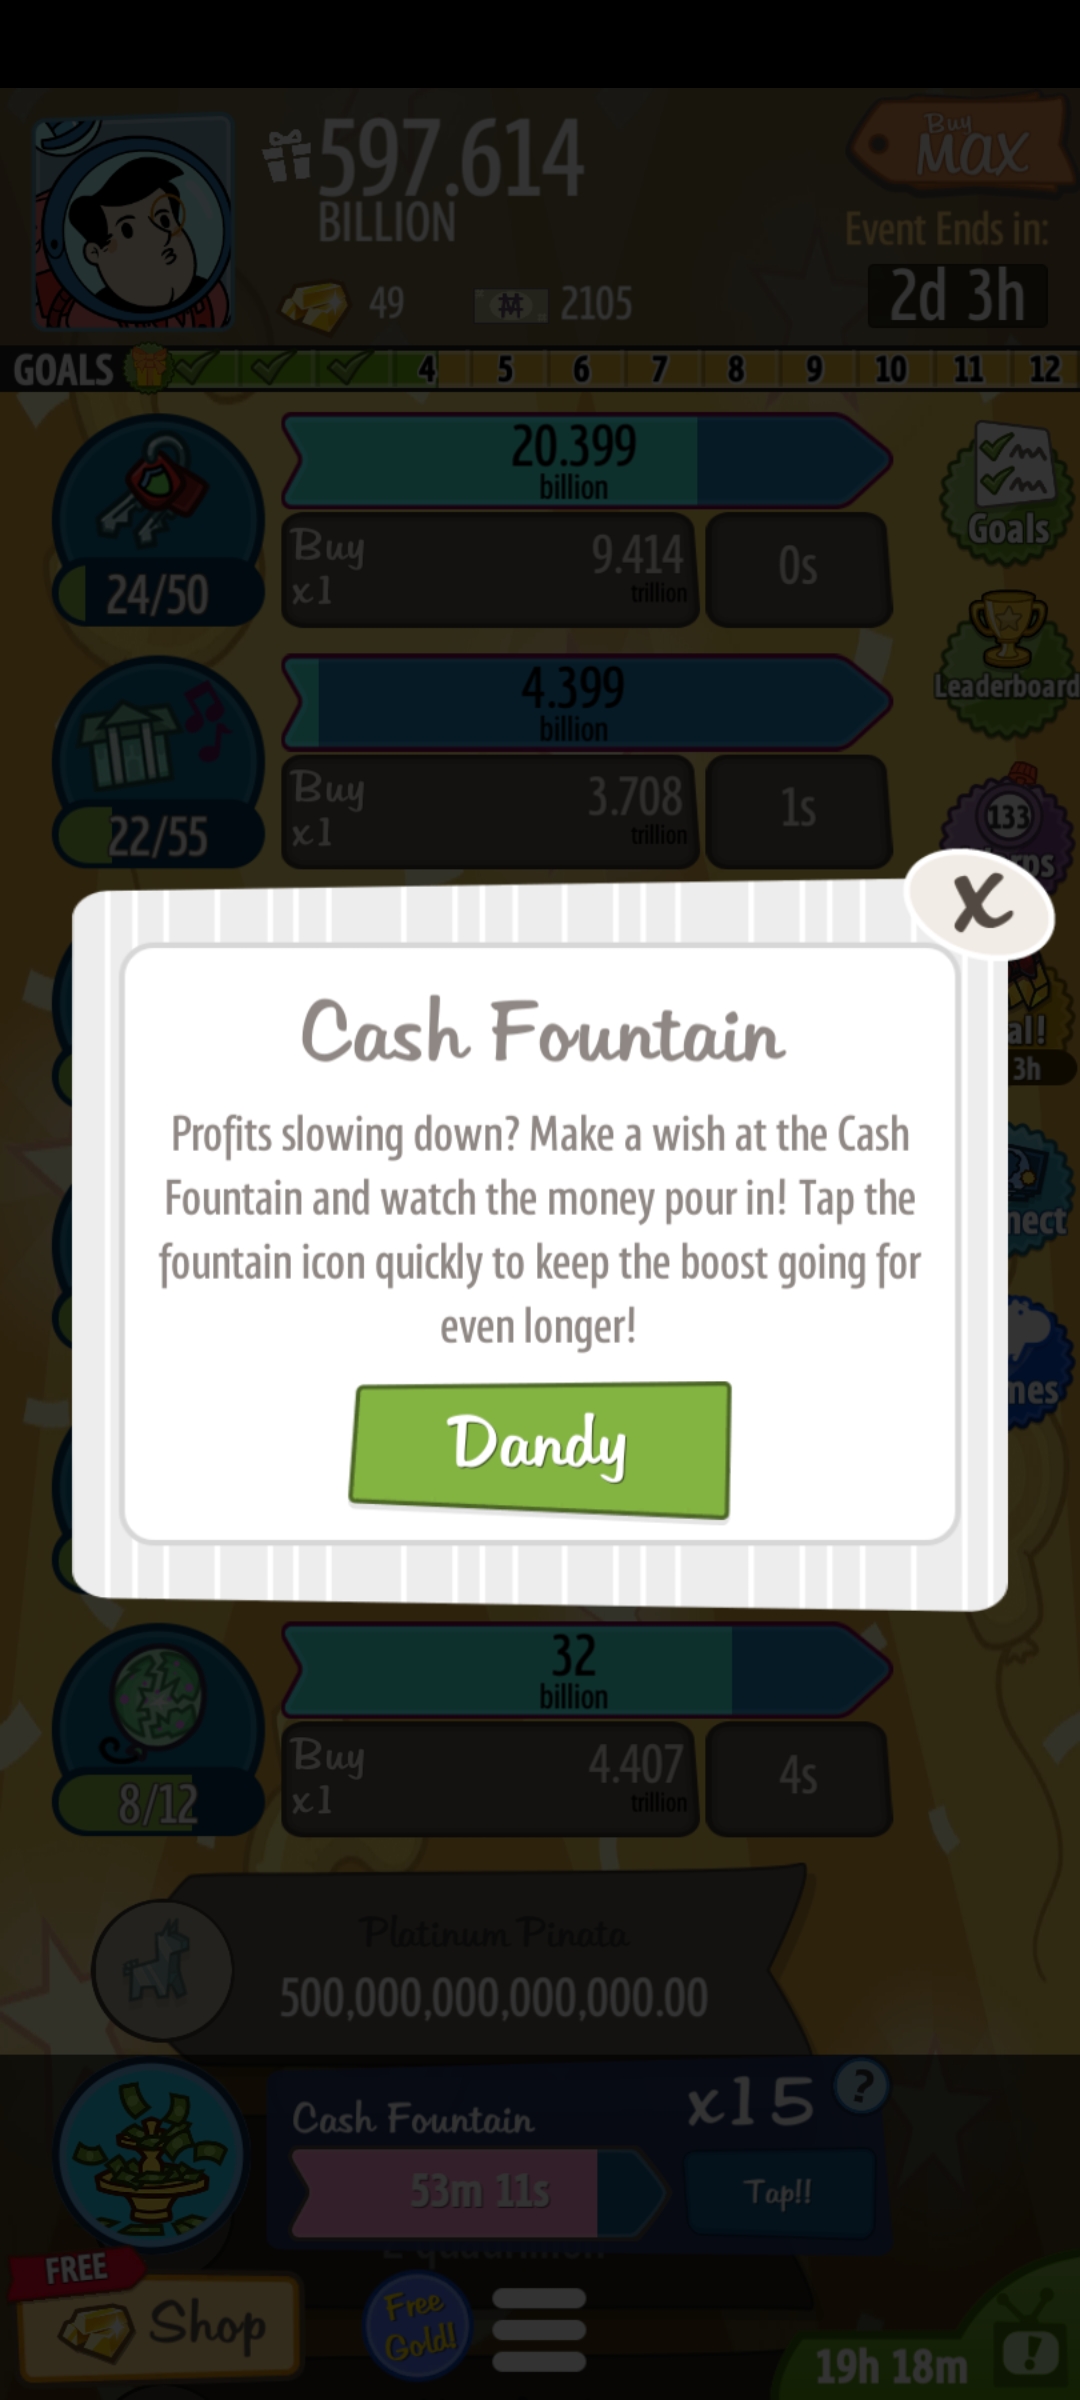 597.614
BILLION
Buy
MAX
Event Ends in:
2d 3h
49
2105
GOALS
4
5
6
7
8
9
10
11
12
20.399
billion
24/50
Buy
x1
9.414
trillion
0s
Goals
4.399
billion
22/55
Buy
x1
3.708
trillion
1s
Leaderboard
133
x
al!
3h
nect
mes
Cash Fountain
Profits slowing down? Make a wish at the Cash
Fountain and watch the money pour in! Tap the
fountain icon quickly to keep the boost going for
even longer!
Dandy
32
billion
8/12
Buy
x1
4.407
trillion
4s
Platinum Pinata
500,000,000,000,000.00
Cash Fountain
x15
?
53m 11s
Tap!!
FREE
Shop
Free
Gold!
19h 18m
!